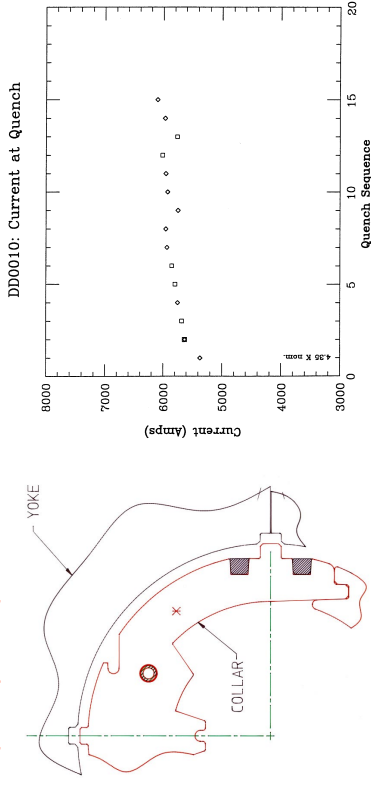 DD0010: Current at Quench
8000
7000
6000
5000
4000
3000
Current (Amps)
4.35 K nom.
0
5
10
15
20
Quench Sequence
YOKE
COLLAR